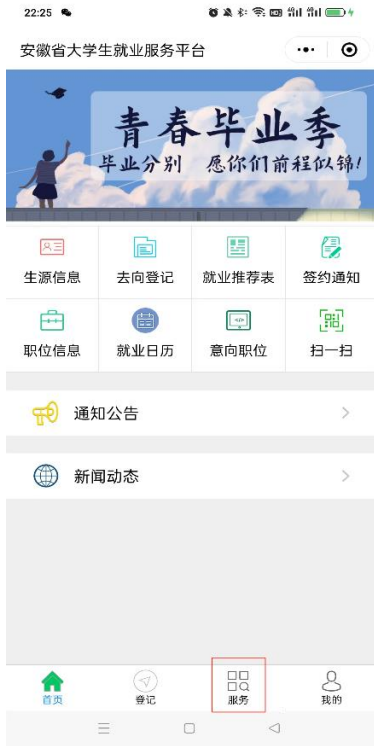 22:25
安徽省大学生就业服务平台
青春毕业季
毕业分别 愿你们前程似锦!
生源信息 去向登记 就业推荐表 签约通知
职位信息 就业日历 意向职位 扫一扫
通知公告
新闻动态
首页 登记 服务 我的